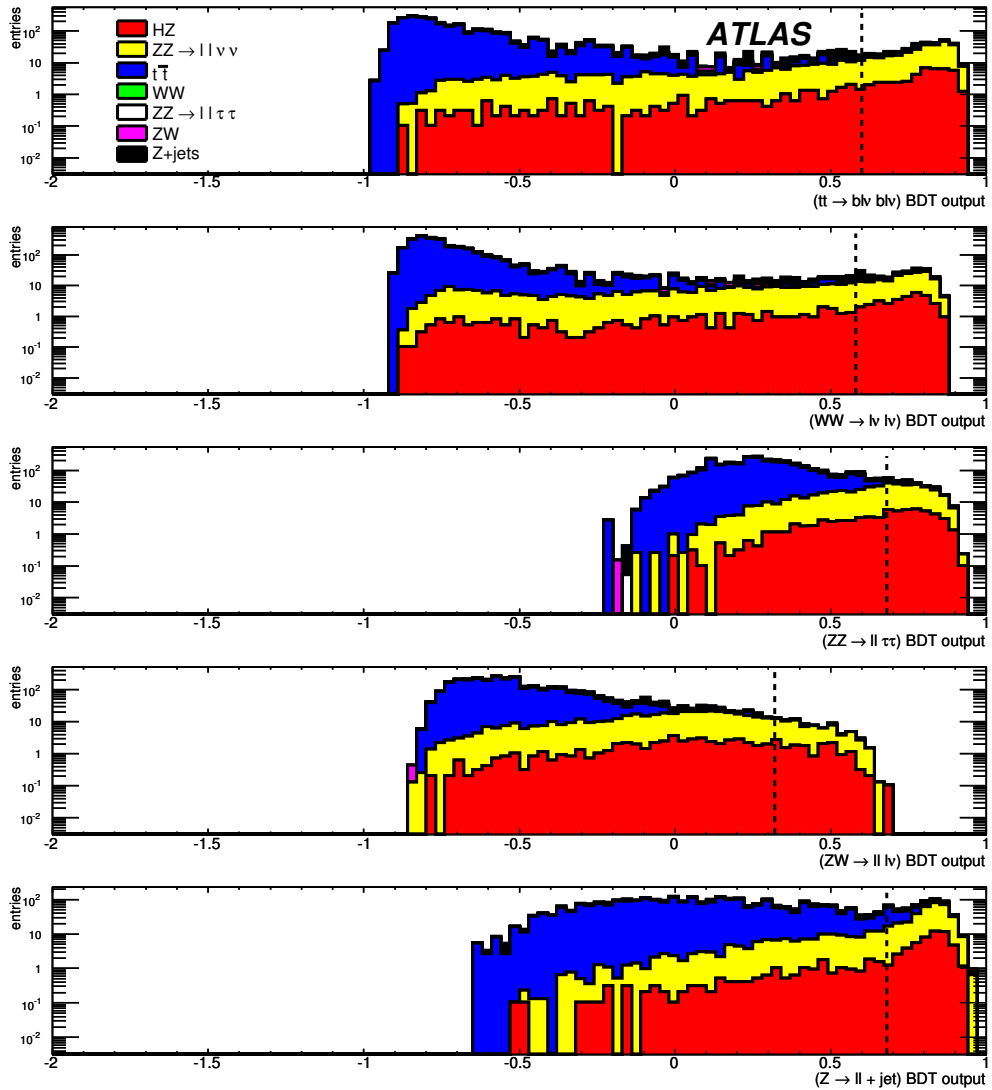 entries
10²
10
1
10⁻¹
10⁻²
HZ
ZZ → l l ν ν
tt̄
WW
ZZ → l l τ τ
ZW
Z+jets
ATLAS
-2 -1.5 -1 -0.5 0 0.5 1
(tt → blν blν) BDT output
entries
10²
10
1
10⁻¹
10⁻²
-2 -1.5 -1 -0.5 0 0.5 1
(WW → lν lν) BDT output
entries
10²
10
1
10⁻¹
10⁻²
-2 -1.5 -1 -0.5 0 0.5 1
(ZZ → ll ττ) BDT output
entries
10²
10
1
10⁻¹
10⁻²
-2 -1.5 -1 -0.5 0 0.5 1
(ZW → ll lν) BDT output
entries
10²
10
1
10⁻¹
10⁻²
-2 -1.5 -1 -0.5 0 0.5 1
(Z → ll + jet) BDT output